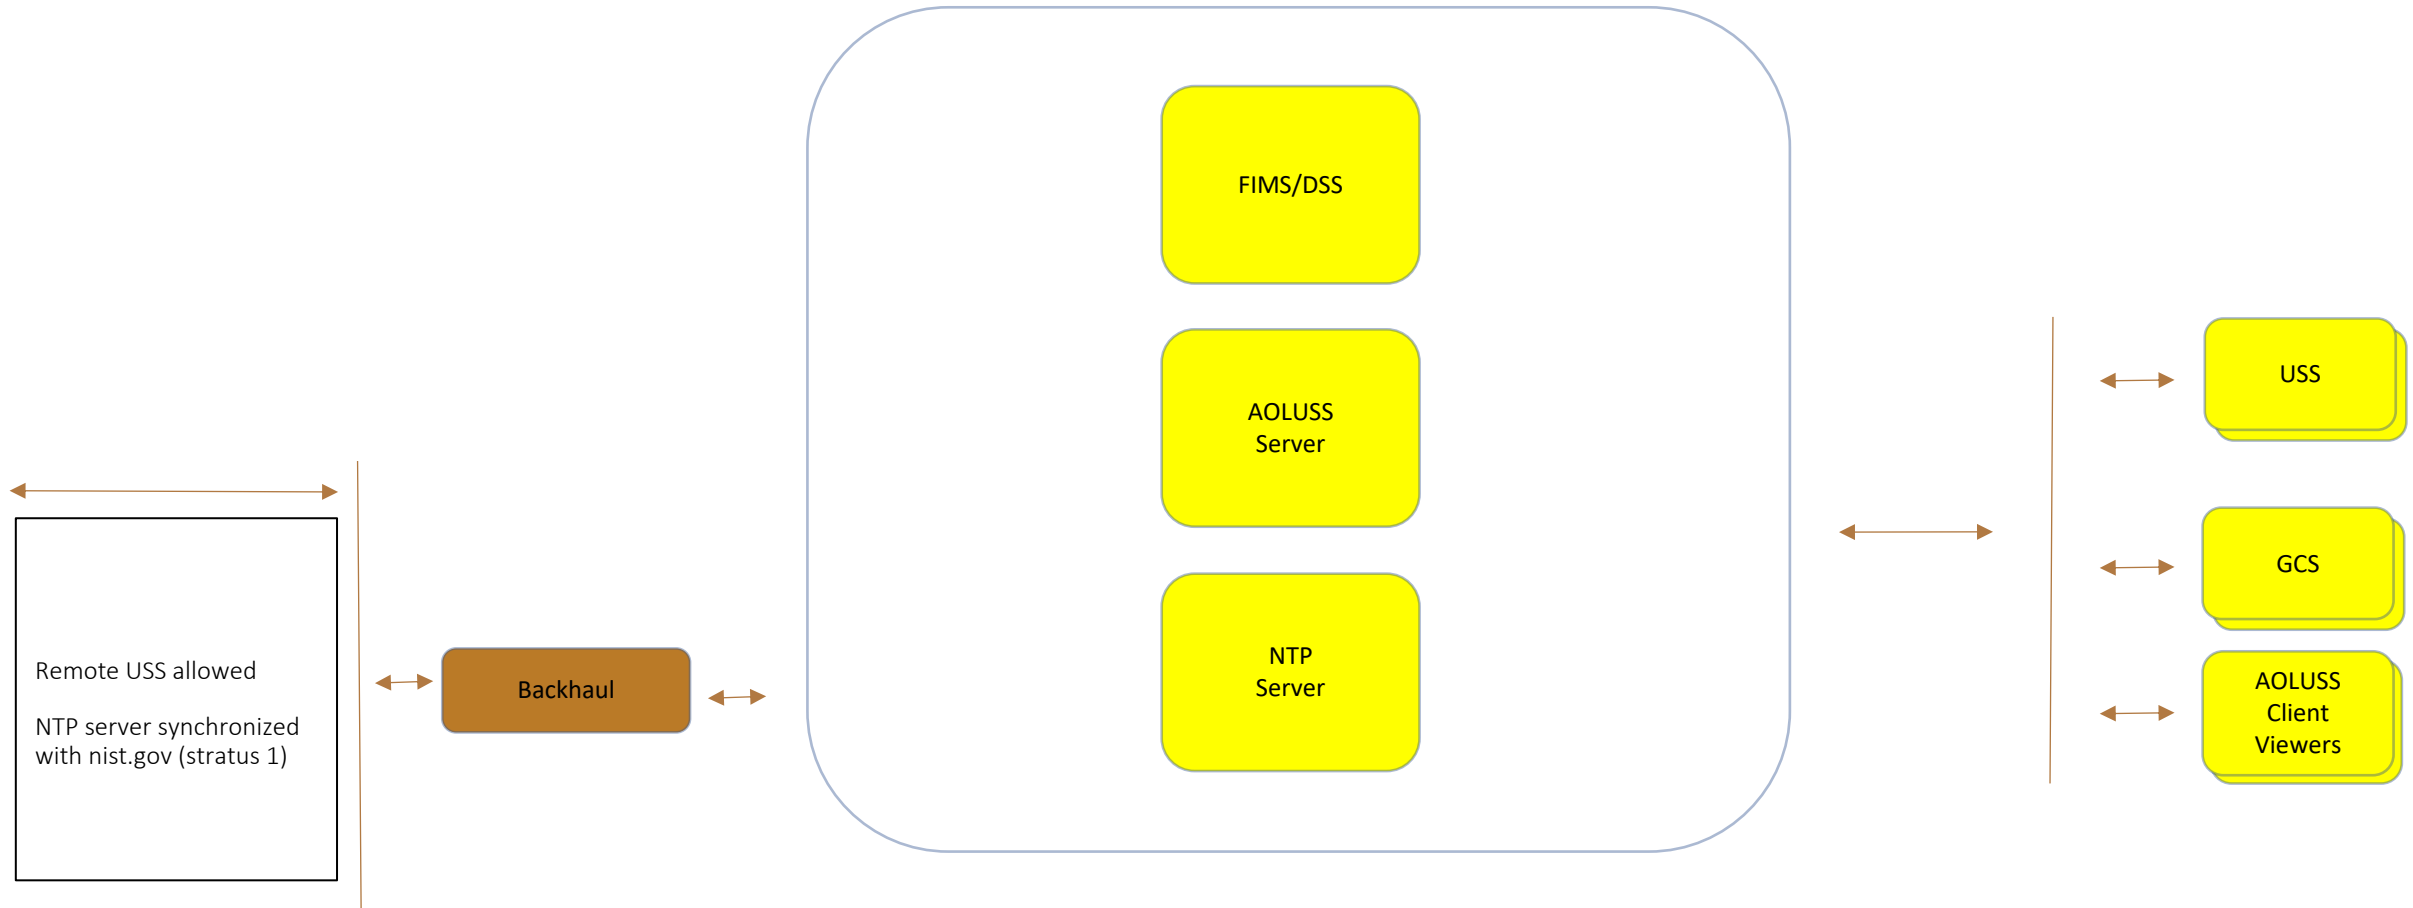 FIMS/DSS
AOLUSS
Server
NTP
Server
Remote USS allowed
NTP server synchronized
with nist.gov (stratus 1)
Backhaul
USS
GCS
AOLUSS
Client
Viewers